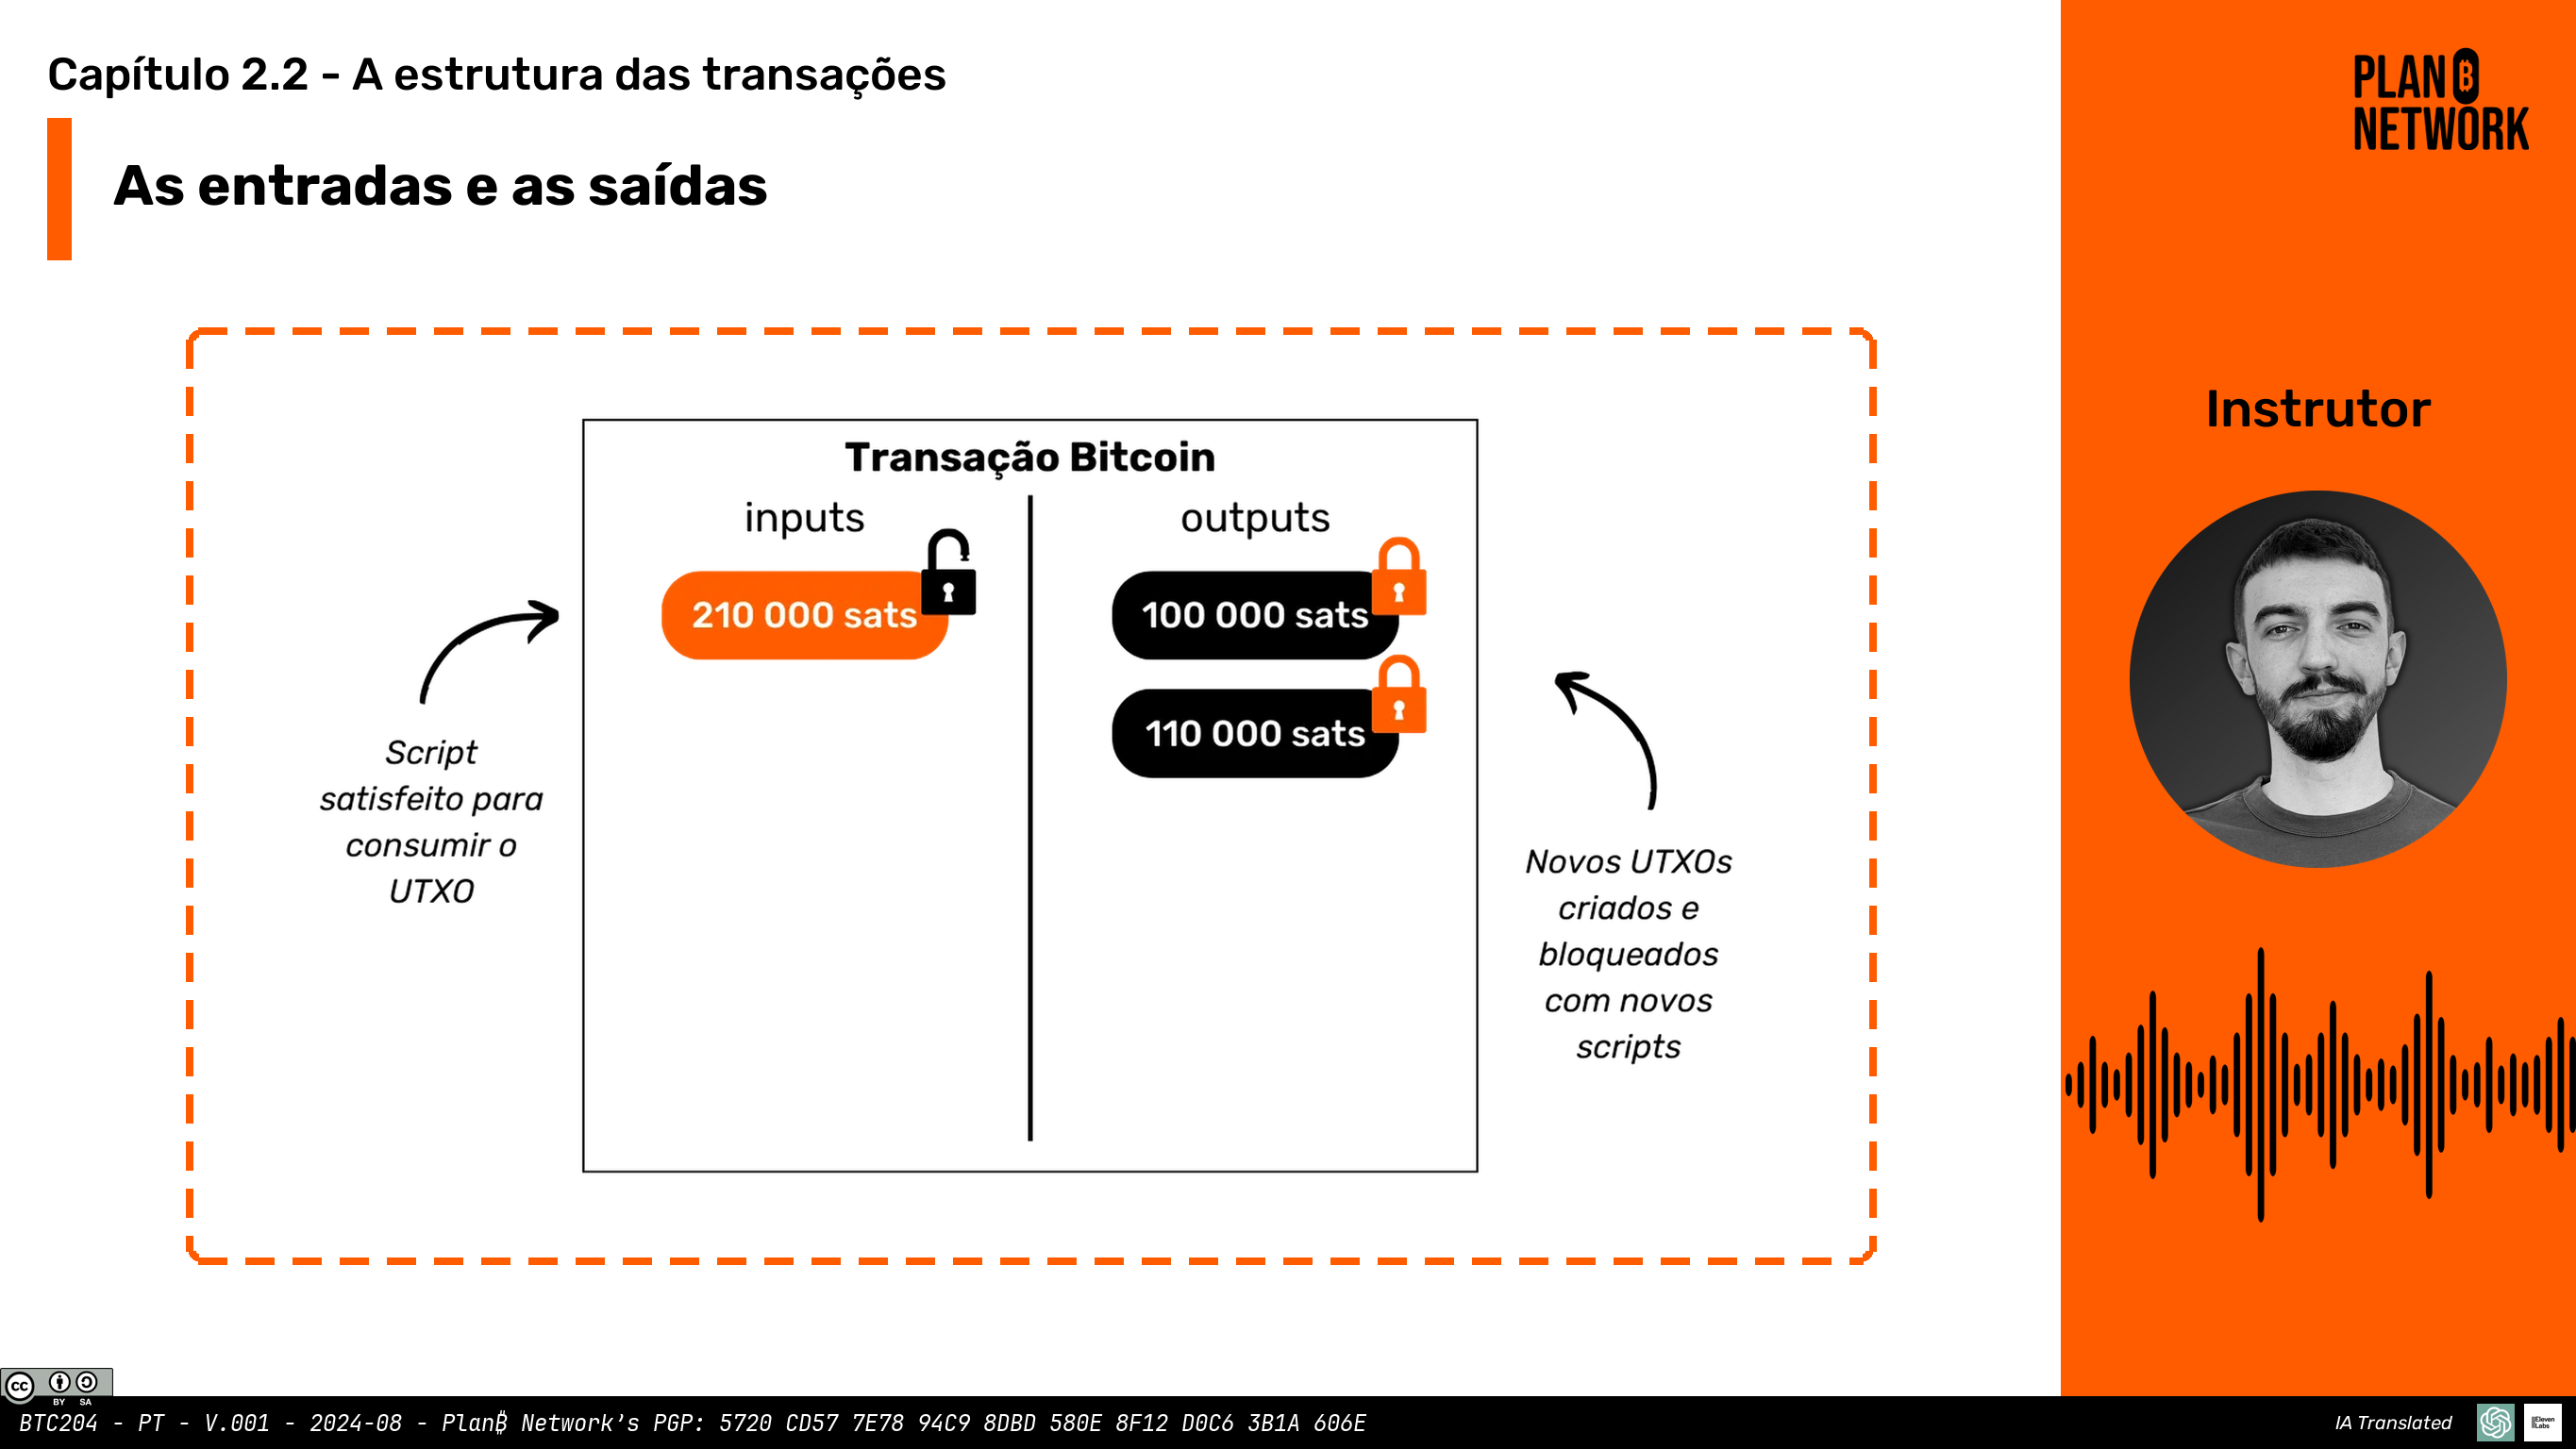 Capítulo 2.2 - A estrutura das transações
As entradas e as saídas
PLAN ₿
NETWORK
Instrutor
Transação Bitcoin
inputs
outputs
210 000 sats
100 000 sats
110 000 sats
Script
satisfeito para
consumir o
UTXO
Novos UTXOs
criados e
bloqueados
com novos
scripts
cc
BY SA
BTC204 - PT - V.001 - 2024-08 - Plan₿ Network's PGP: 5720 CD57 7E78 94C9 8DBD 580E 8F12 D0C6 3B1A 606E
IA Translated
IIEleven
Labs